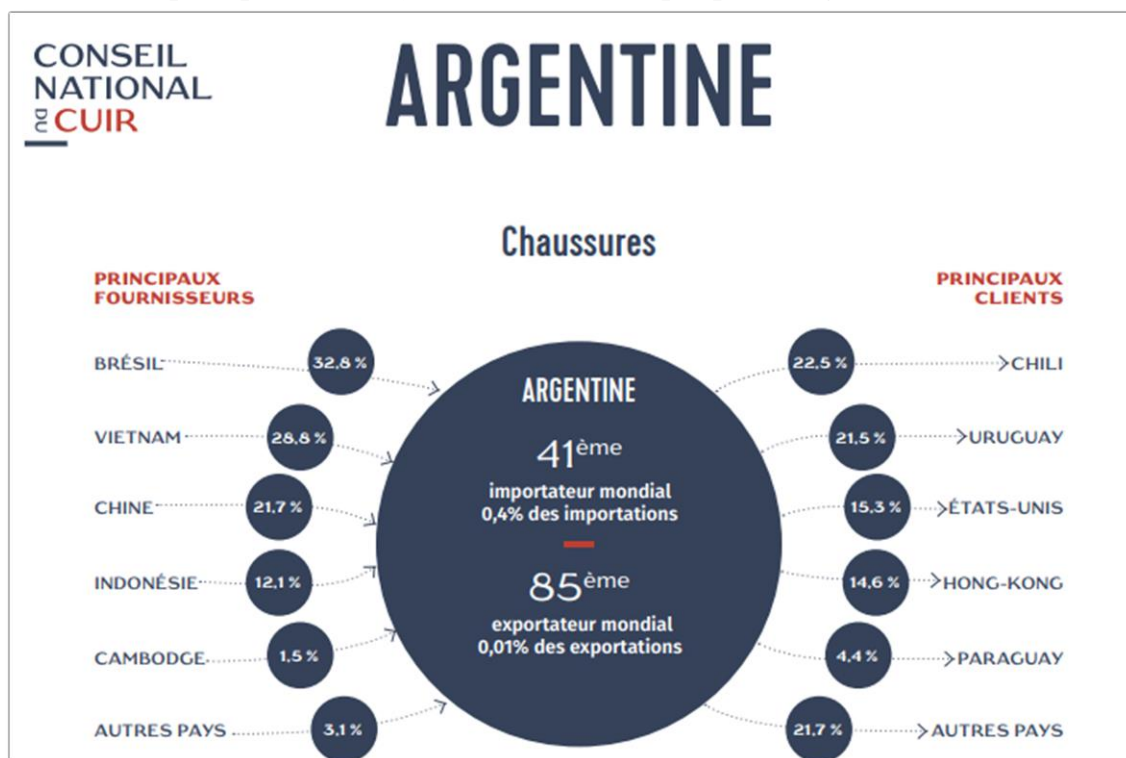 CONSEIL
NATIONAL
DU CUIR
ARGENTINE
Chaussures
PRINCIPAUX
FOURNISSEURS
PRINCIPAUX
CLIENTS
BRÉSIL 32,8 %
VIETNAM 28,8 %
CHINE 21,7 %
INDONÉSIE 12,1 %
CAMBODGE 1,5 %
AUTRES PAYS 3,1 %
ARGENTINE
41ème
importateur mondial
0,4% des importations
85ème
exportateur mondial
0,01% des exportations
22,5 % CHILI
21,5 % URUGUAY
15,3 % ÉTATS-UNIS
14,6 % HONG-KONG
4,4 % PARAGUAY
21,7 % AUTRES PAYS